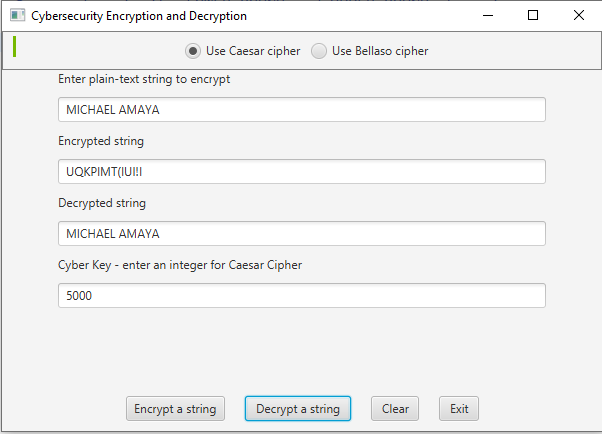 Cybersecurity Encryption and Decryption
Use Caesar cipher Use Bellaso cipher
Enter plain-text string to encrypt
MICHAEL AMAYA
Encrypted string
UQKPIMT(IUI!I
Decrypted string
MICHAEL AMAYA
Cyber Key - enter an integer for Caesar Cipher
5000
Encrypt a string Decrypt a string Clear Exit